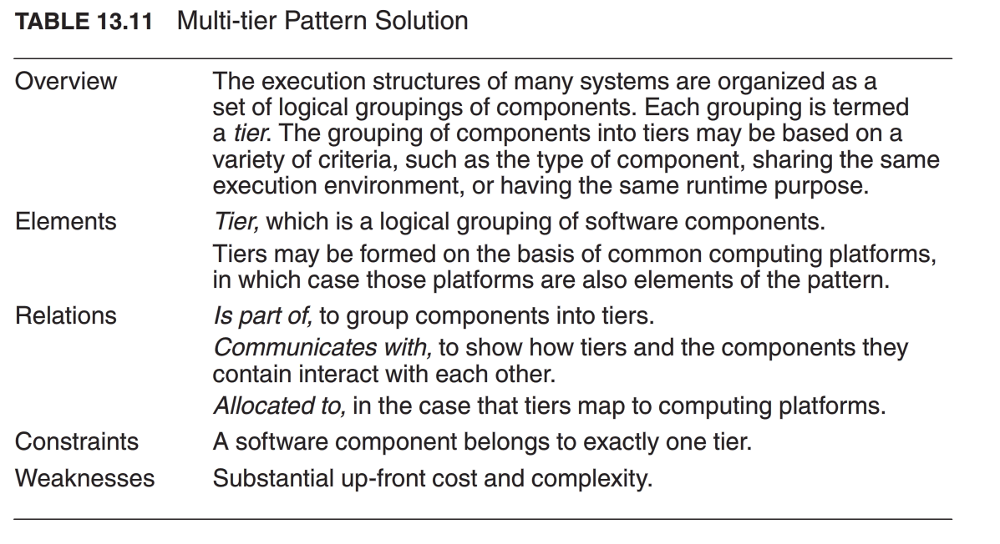 TABLE 13.11 Multi-tier Pattern Solution
Overview The execution structures of many systems are organized as a
set of logical groupings of components. Each grouping is termed
a tier. The grouping of components into tiers may be based on a
variety of criteria, such as the type of component, sharing the same
execution environment, or having the same runtime purpose.
Elements Tier, which is a logical grouping of software components.
Tiers may be formed on the basis of common computing platforms,
in which case those platforms are also elements of the pattern.
Relations Is part of, to group components into tiers.
Communicates with, to show how tiers and the components they
contain interact with each other.
Allocated to, in the case that tiers map to computing platforms.
Constraints A software component belongs to exactly one tier.
Weaknesses Substantial up-front cost and complexity.